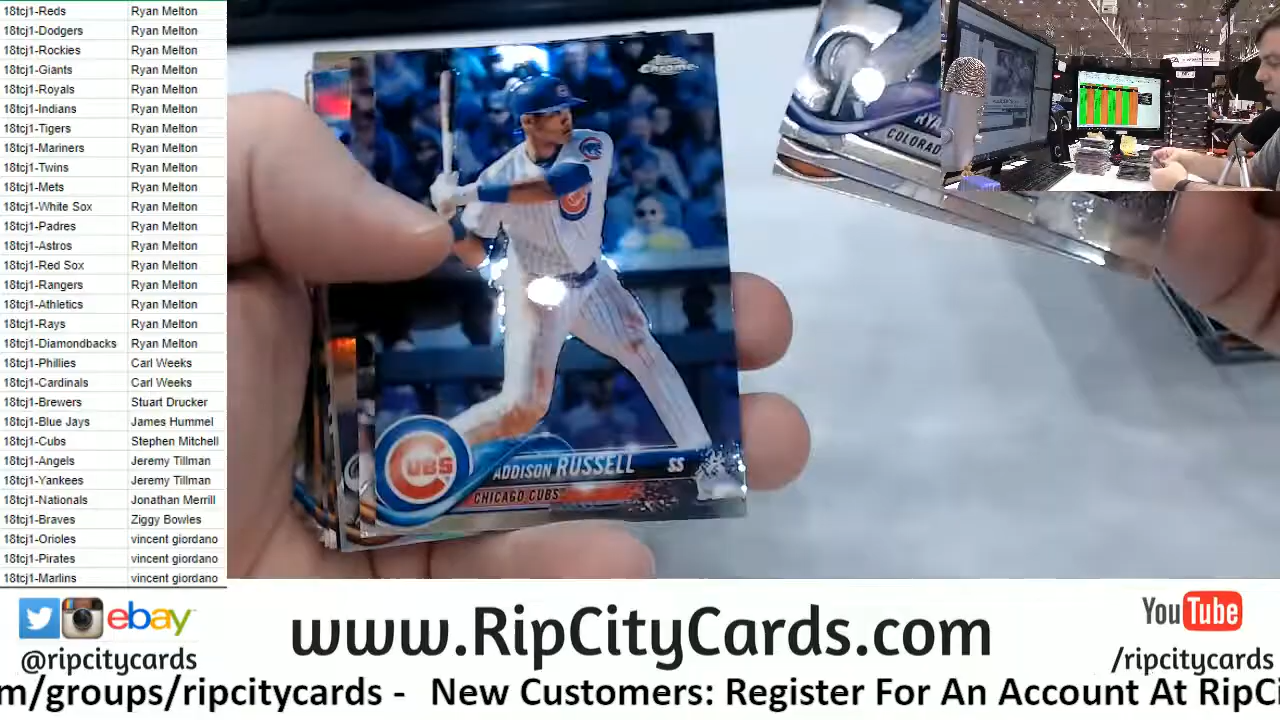 18tcj1-Reds Ryan Melton
18tcj1-Dodgers Ryan Melton
18tcj1-Rockies Ryan Melton
18tcj1-Giants Ryan Melton
18tcj1-Royals Ryan Melton
18tcj1-Indians Ryan Melton
18tcj1-Tigers Ryan Melton
18tcj1-Mariners Ryan Melton
18tcj1-Twins Ryan Melton
18tcj1-Mets Ryan Melton
18tcj1-White Sox Ryan Melton
18tcj1-Padres Ryan Melton
18tcj1-Astros Ryan Melton
18tcj1-Red Sox Ryan Melton
18tcj1-Rangers Ryan Melton
18tcj1-Athletics Ryan Melton
18tcj1-Rays Ryan Melton
18tcj1-Diamondbacks Ryan Melton
18tcj1-Phillies Carl Weeks
18tcj1-Cardinals Carl Weeks
18tcj1-Brewers Stuart Drucker
18tcj1-Blue Jays James Hummel
18tcj1-Cubs Stephen Mitchell
18tcj1-Angels Jeremy Tillman
18tcj1-Yankees Jeremy Tillman
18tcj1-Nationals Jonathan Merrill
18tcj1-Braves Ziggy Bowles
18tcj1-Orioles vincent giordano
18tcj1-Pirates vincent giordano
18tcj1-Marlins vincent giordano
Topps
Chrome
RY
COLORAD
CUBS
ADDISON RUSSELL SS
CHICAGO CUBS
ebay
@ripcitycards
www.RipCityCards.com
YouTube
/ripcitycards
m/groups/ripcitycards - New Customers: Register For An Account At RipCi